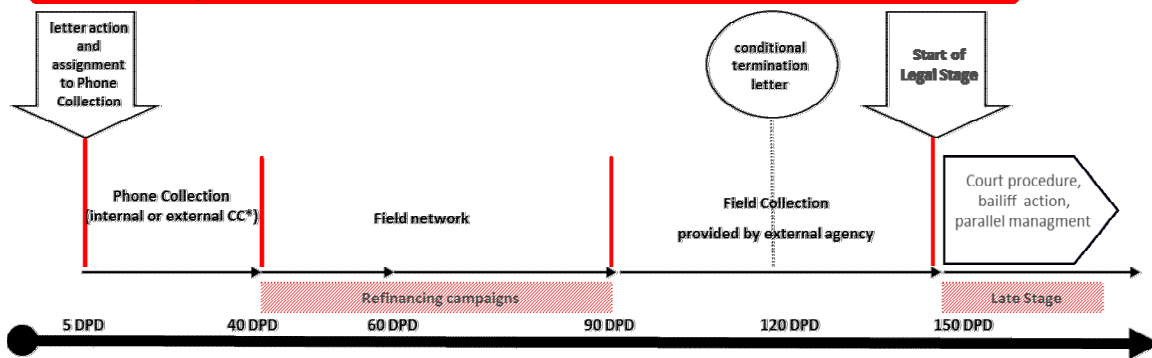 letter action
and
assignment
to Phone
Collection
conditional
termination
letter
Start of
Legal Stage
Phone Collection
(internal or external CC*)
Field network
Field Collection
provided by external agency
Court procedure,
bailiff action,
parallel managment
Refinancing campaigns
Late Stage
5 DPD
40 DPD
60 DPD
90 DPD
120 DPD
150 DPD